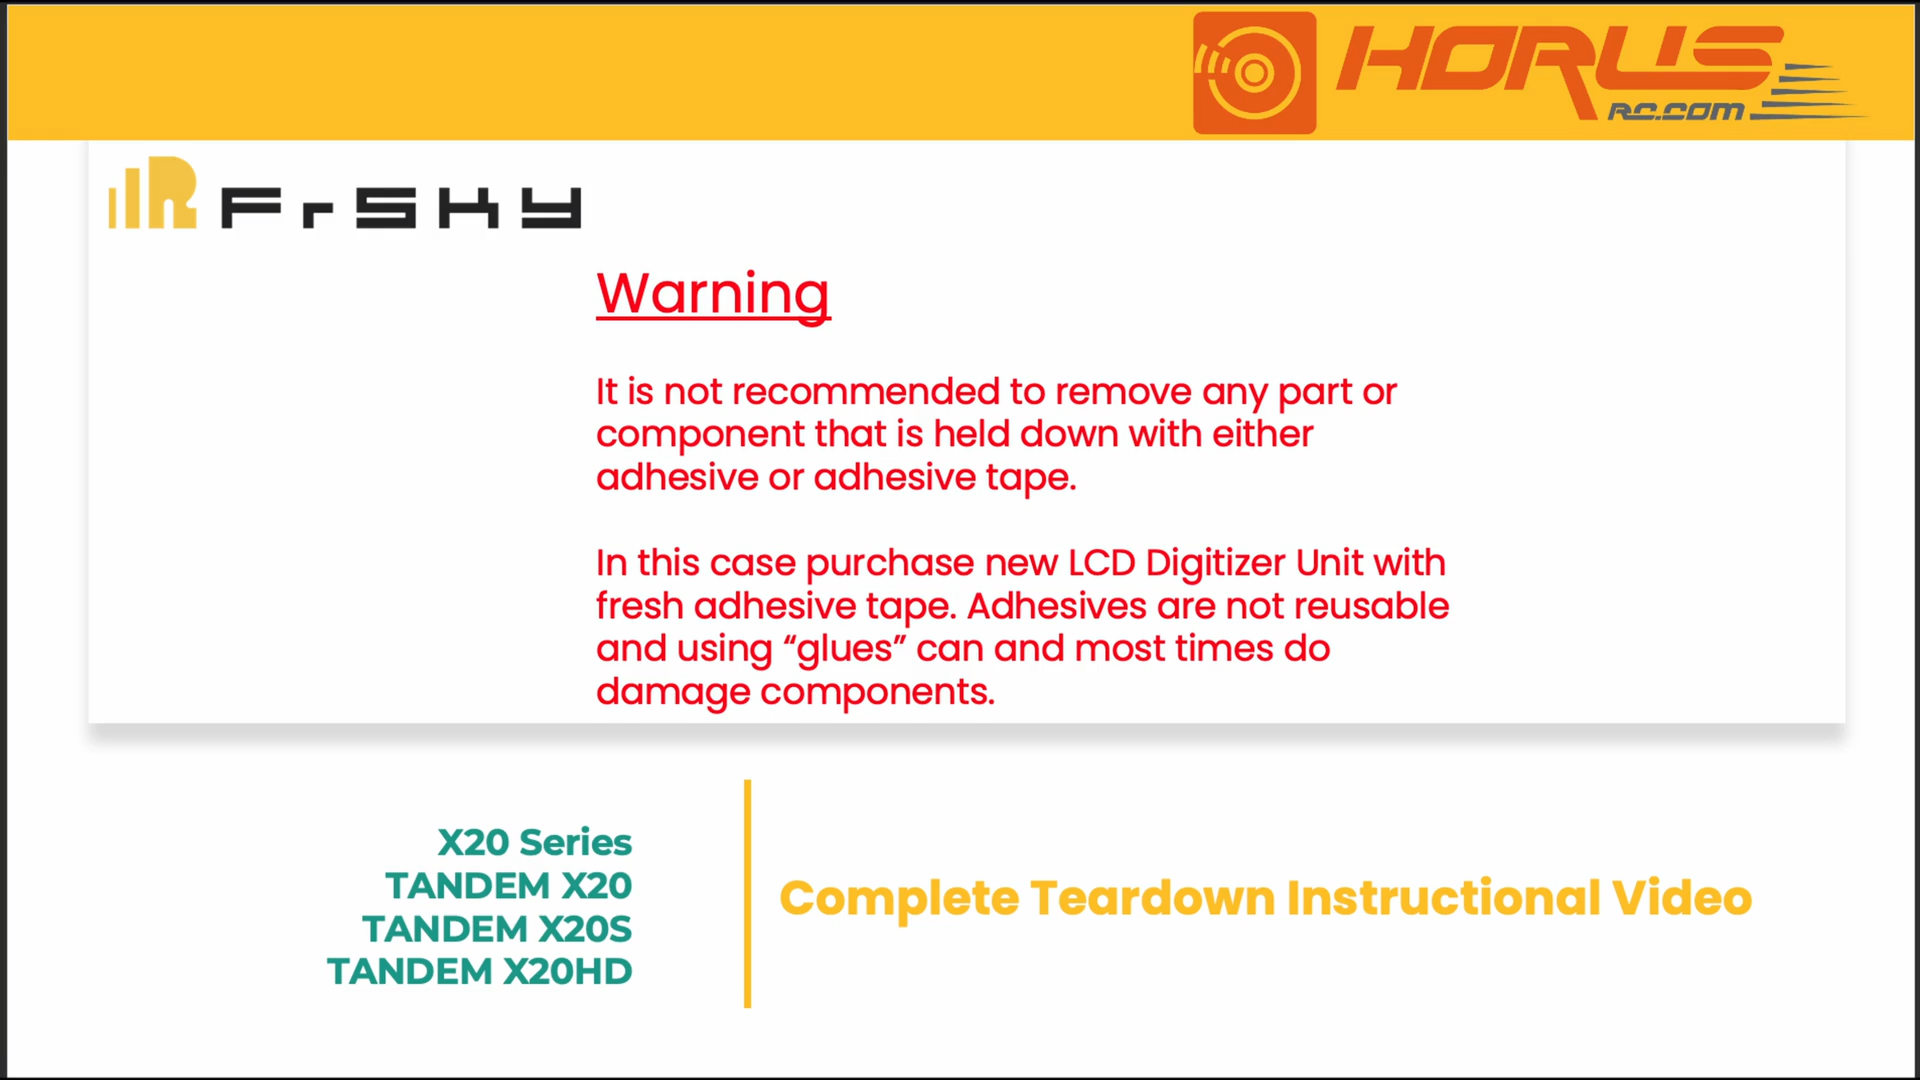 HORUS
RC.COM
FrSKY
Warning
It is not recommended to remove any part or
component that is held down with either
adhesive or adhesive tape.
In this case purchase new LCD Digitizer Unit with
fresh adhesive tape. Adhesives are not reusable
and using “glues” can and most times do
damage components.
X20 Series
TANDEM X20
TANDEM X20S
TANDEM X20HD
Complete Teardown Instructional Video